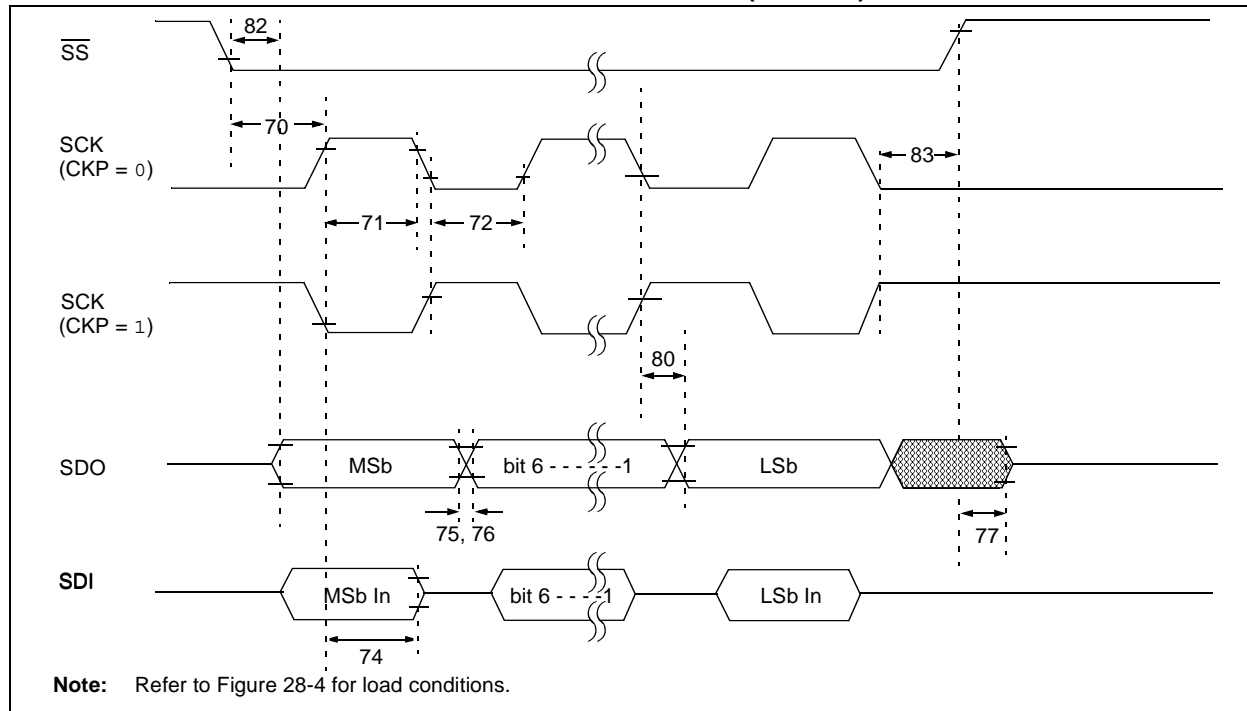 82
SS
70
SCK
(CKP = 0)
83
71
72
SCK
(CKP = 1)
80
SDO
MSb
bit 6 - - - - - -1
LSb
75, 76
77
SDI
MSb In
bit 6 - - - -1
LSb In
74
Note: Refer to Figure 28-4 for load conditions.